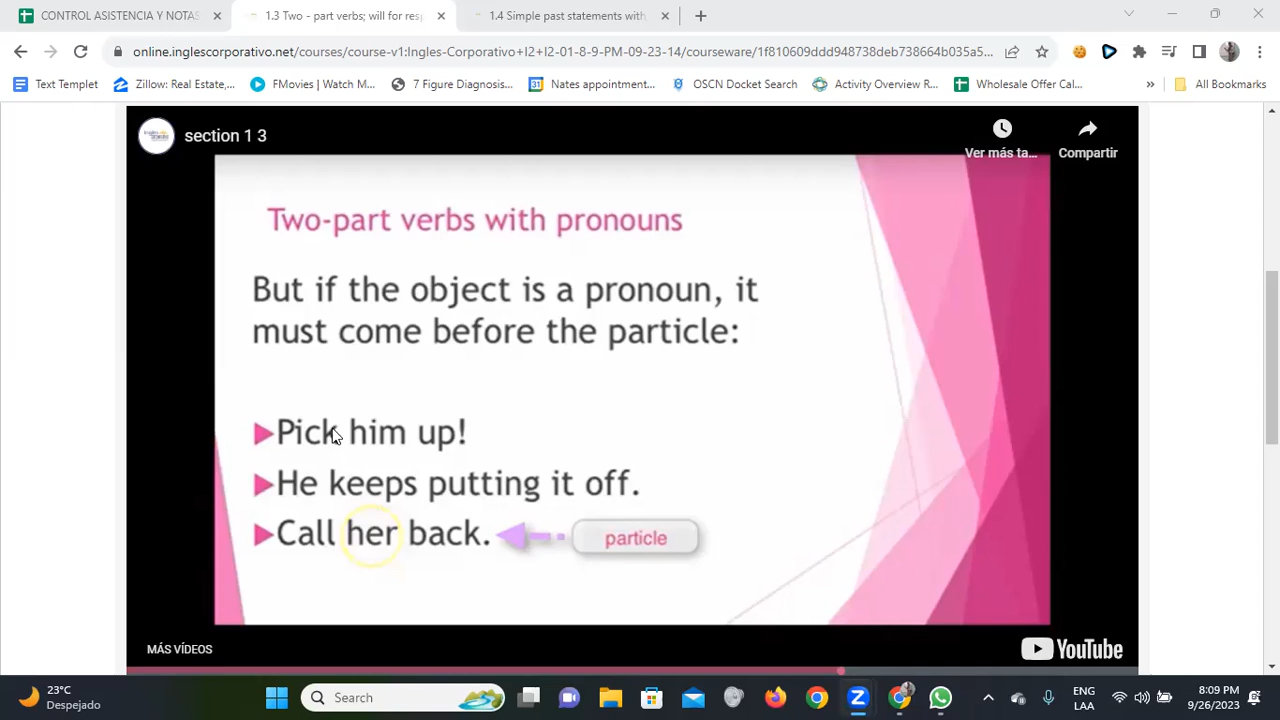 CONTROL ASISTENCIA Y NOTAS
1.3 Two - part verbs; will for resp
1.4 Simple past statements with
online.inglescorporativo.net/courses/course-v1:Ingles-Corporativo+I2+I2-01-8-9-PM-09-23-14/courseware/1f810609ddd948738deb738664b035a5...
Text Templet
Zillow: Real Estate,...
FMovies | Watch M...
7 Figure Diagnosis...
31
Nates appointment...
OSCN Docket Search
Activity Overview R...
Wholesale Offer Cal...
»
All Bookmarks
section 1 3
Ver más ta...
Compartir
Two-part verbs with pronouns
But if the object is a pronoun, it
must come before the particle:
Pick him up!
He keeps putting it off.
Call her back.
particle
MÁS VÍDEOS
YouTube
23°C
Despejado
Search
ENG
LAA
8:09 PM
9/26/2023